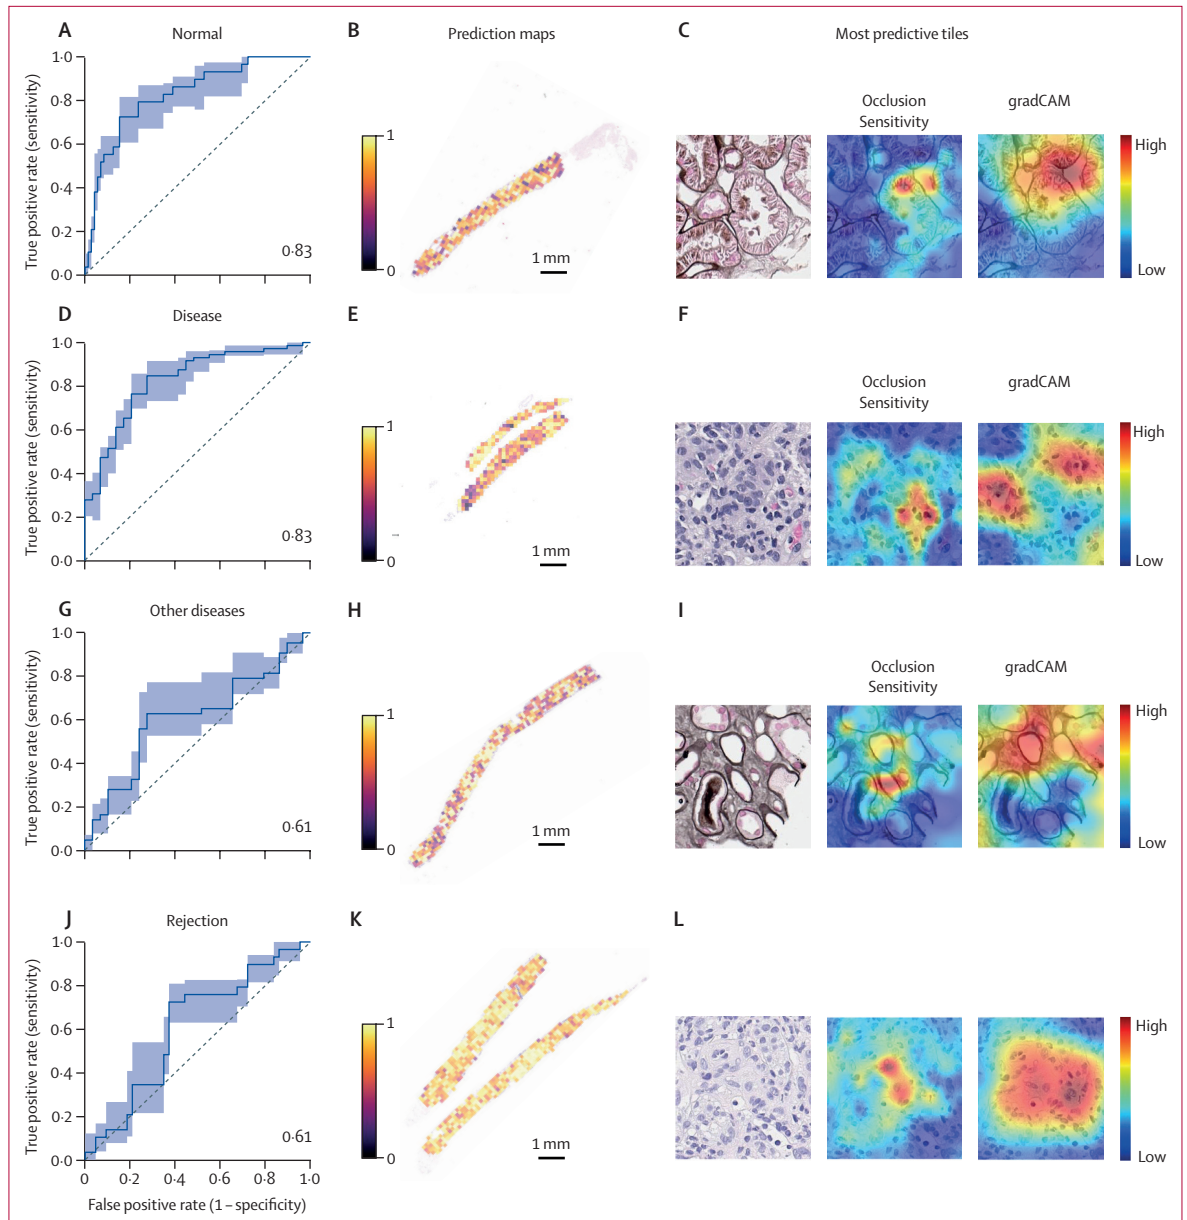 A Normal
B Prediction maps
C Most predictive tiles
True positive rate (sensitivity)
1·0
0·8
0·6
0·4
0·2
0·0
0·83
1
0
1 mm
Occlusion
Sensitivity
gradCAM
High
Low
D Disease
E
F
True positive rate (sensitivity)
1·0
0·8
0·6
0·4
0·2
0·0
0·83
1
0
1 mm
Occlusion
Sensitivity
gradCAM
High
Low
G Other diseases
H
I
True positive rate (sensitivity)
1·0
0·8
0·6
0·4
0·2
0·0
0·61
1
0
1 mm
Occlusion
Sensitivity
gradCAM
High
Low
J Rejection
K
L
True positive rate (sensitivity)
1·0
0·8
0·6
0·4
0·2
0·0
0·61
0 0·2 0·4 0·6 0·8 1·0
False positive rate (1 – specificity)
1
0
1 mm
High
Low